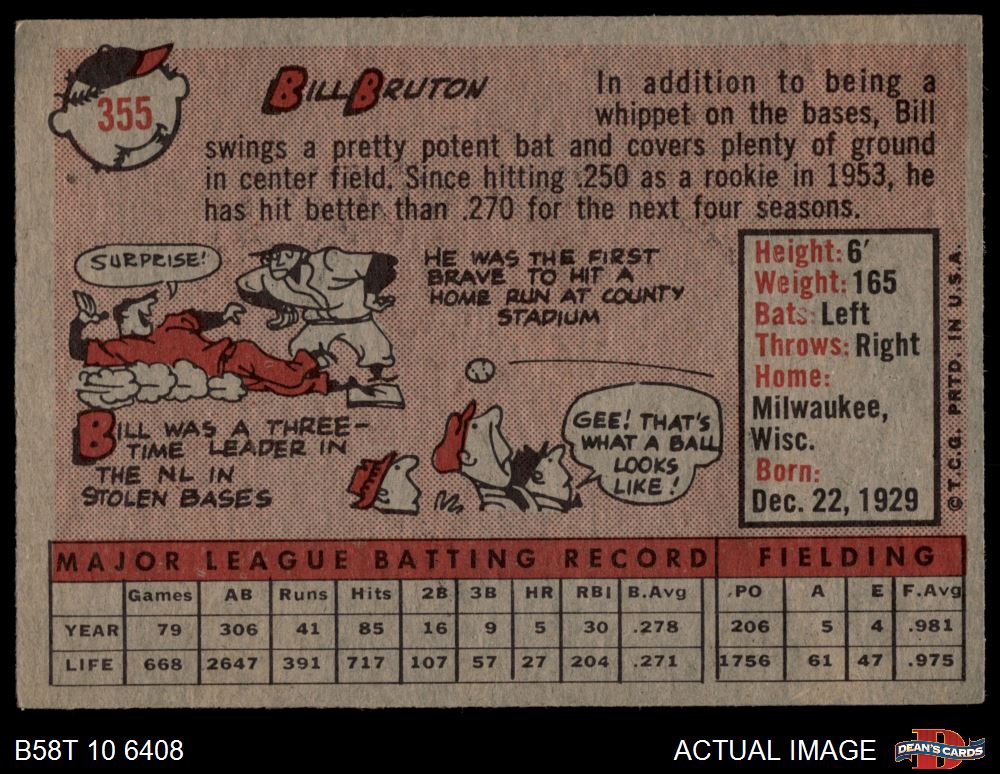 355
BILL BRUTON
In addition to being a
whippet on the bases, Bill
swings a pretty potent bat and covers plenty of ground
in center field. Since hitting .250 as a rookie in 1953, he
has hit better than .270 for the next four seasons.
SURPRISE!
BILL WAS A THREE-
TIME LEADER IN
THE NL IN
STOLEN BASES
HE WAS THE FIRST
BRAVE TO HIT A
HOME RUN AT COUNTY
STADIUM
GEE! THAT'S
WHAT A BALL
LOOKS
LIKE!
Height: 6'
Weight: 165
Bats: Left
Throws: Right
Home:
Milwaukee,
Wisc.
Born:
Dec. 22, 1929
© T.C.G. PRTD. IN U.S.A.
MAJOR LEAGUE BATTING RECORD FIELDING
Games AB Runs Hits 2B 3B HR RBI B.Avg PO A E F.Avg
YEAR 79 306 41 85 16 9 5 30 .278 206 5 4 .981
LIFE 668 2647 391 717 107 57 27 204 .271 1756 61 47 .975
B58T 10 6408
ACTUAL IMAGE
D
DEAN'S CARDS